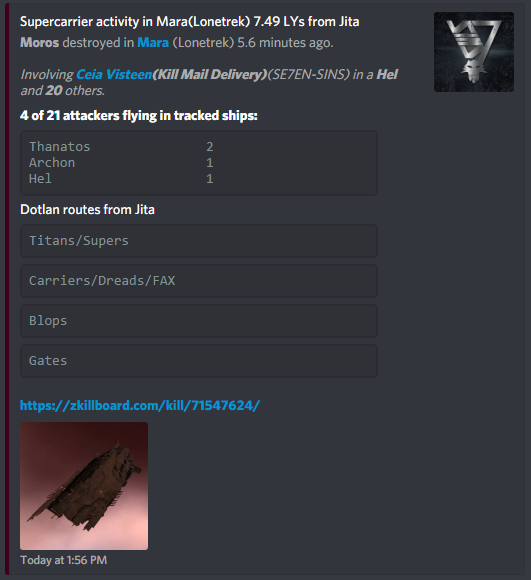 Supercarrier activity in Mara(Lonetrek) 7.49 LYs from Jita
Moros destroyed in Mara (Lonetrek) 5.6 minutes ago.
Involving Ceia Visteen(Kill Mail Delivery)(SE7EN-SINS) in a Hel
and 20 others.
4 of 21 attackers flying in tracked ships:
Thanatos 2
Archon 1
Hel 1
Dotlan routes from Jita
Titans/Supers
Carriers/Dreads/FAX
Blops
Gates
https://zkillboard.com/kill/71547624/
Today at 1:56 PM